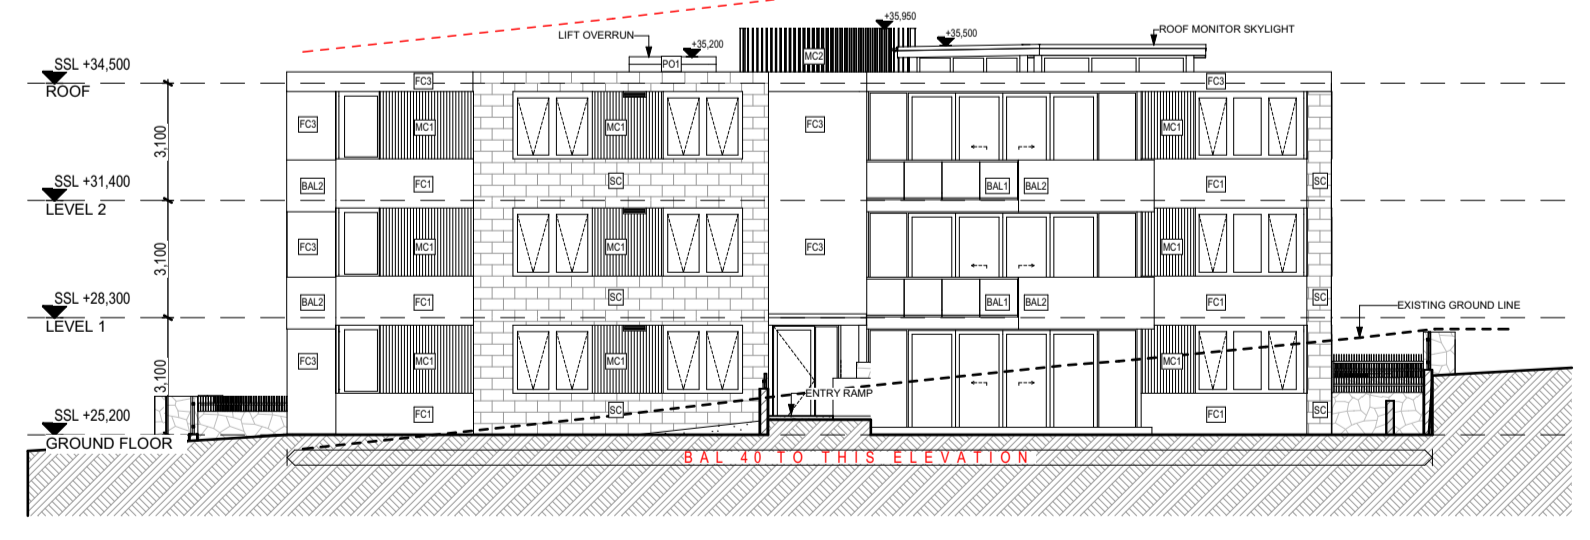 +35,950
LIFT OVERRUN
+35,200
+35,500
ROOF MONITOR SKYLIGHT
MC2
PO1
SSL +34,500
ROOF
FC3
FC3
FC3
MC1
MC1
FC3
MC1
3,100
SSL +31,400
LEVEL 2
BAL2
FC1
SC
BAL1
BAL2
FC1
SC
FC3
MC1
MC1
FC3
MC1
3,100
SSL +28,300
LEVEL 1
BAL2
FC1
SC
BAL1
BAL2
FC1
SC
EXISTING GROUND LINE
FC3
MC1
MC1
MC1
3,100
ENTRY RAMP
SSL +25,200
GROUND FLOOR
FC1
SC
FC1
SC
BAL 40 TO THIS ELEVATION